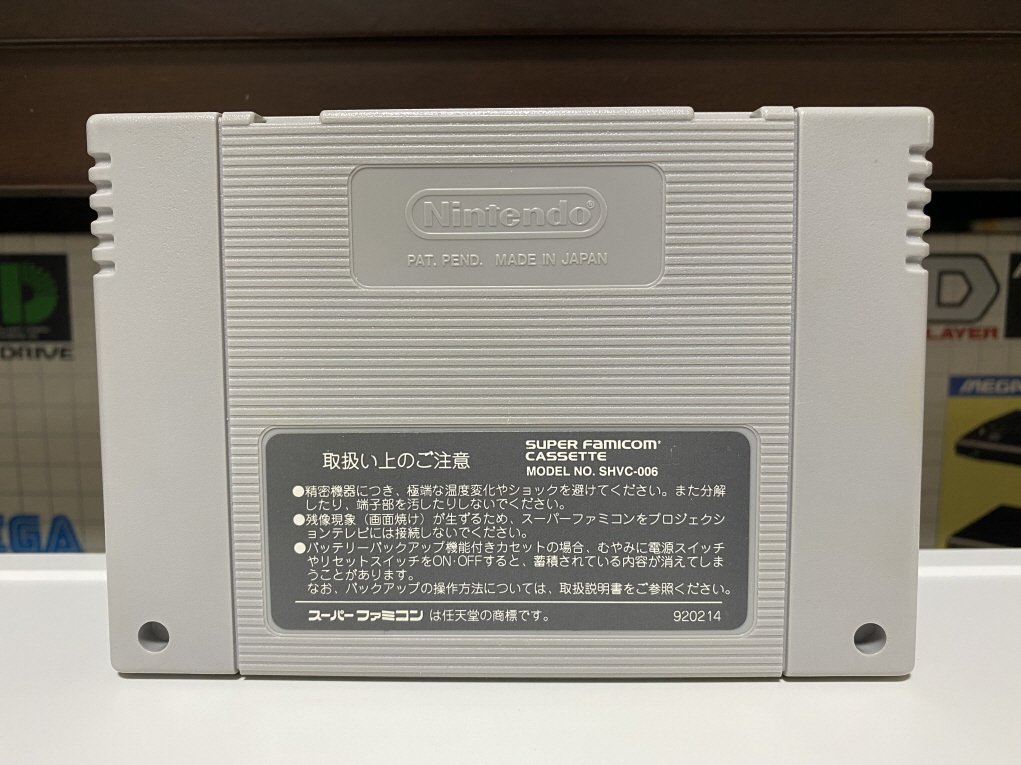 Nintendo®
PAT. PEND. MADE IN JAPAN
D
DRIVE
D
LAYER
MEGA
EGA
取扱い上のご注意
SUPER FAMICOM
CASSETTE
MODEL NO. SHVC-006
●精密機器につき、極端な温度変化やショックを避けてください。また分解
したり、端子部を汚したりしないでください。
●残像現象（画面焼け）が生ずるため、スーパーファミコンをプロジェクシ
ョンテレビには接続しないでください。
●バッテリーバックアップ機能付きカセットの場合、むやみに電源スイッチ
やリセットスイッチをON・OFFすると、蓄積されている内容が消えてしま
うことがあります。
なお、バックアップの操作方法については、取扱説明書をご参照ください。
スーパーファミコン は任天堂の商標です。
920214